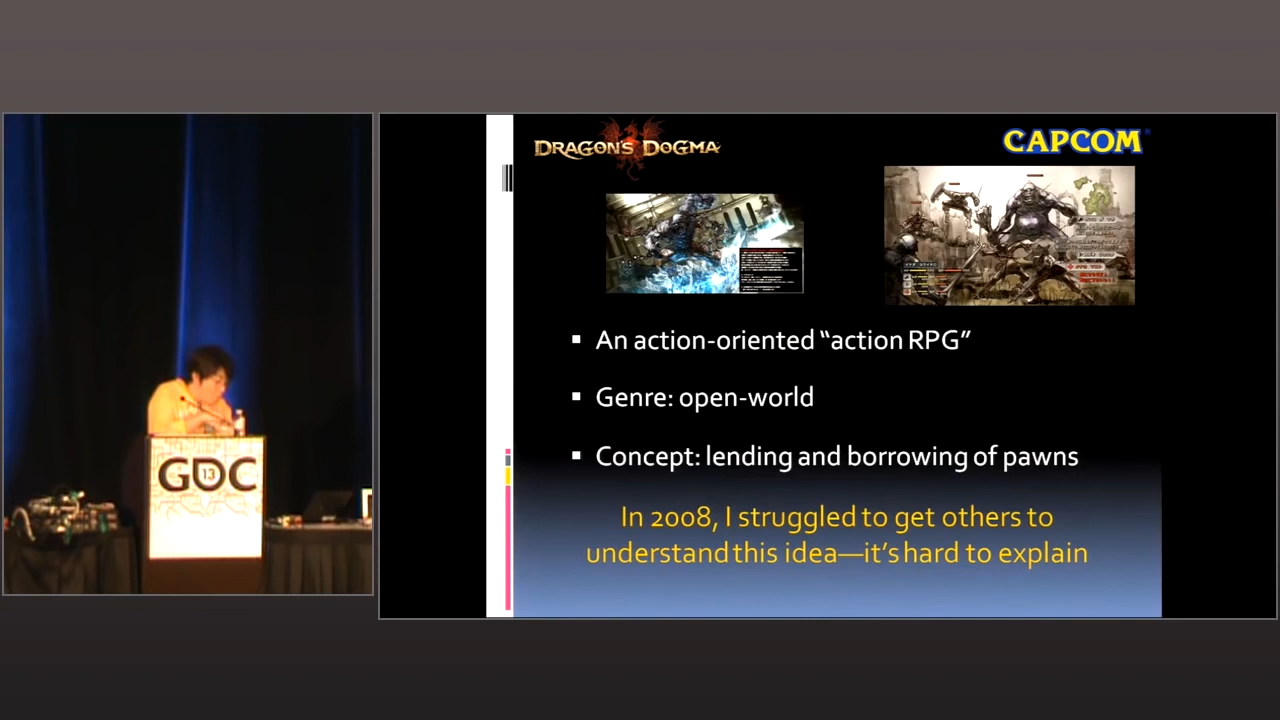 DRAGON'S DOGMA
CAPCOM
▪ An action-oriented “action RPG”
▪ Genre: open-world
▪ Concept: lending and borrowing of pawns
In 2008, I struggled to get others to
understand this idea—it’s hard to explain
GDC
13